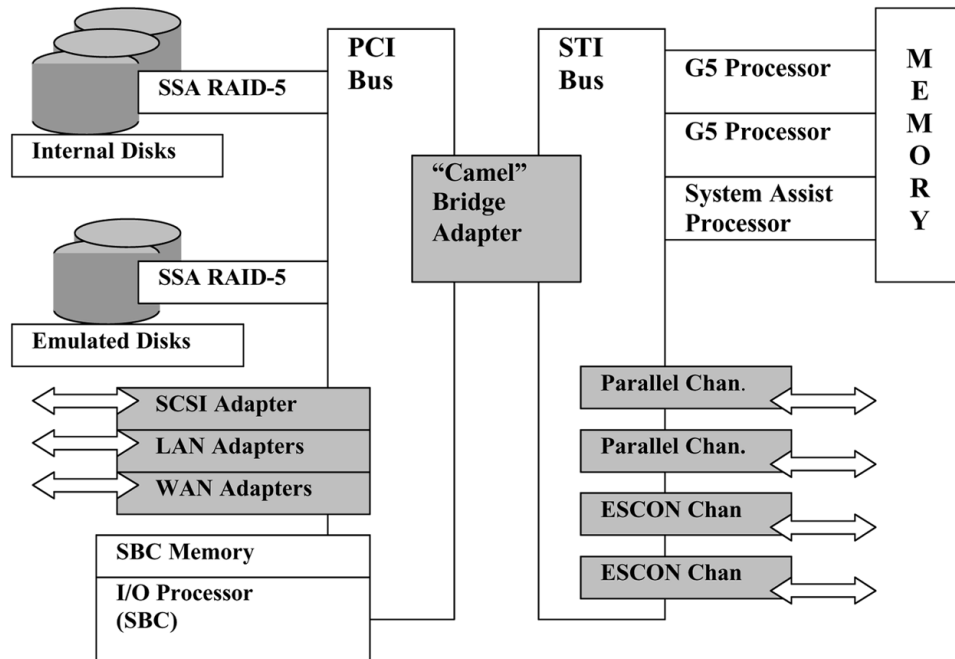 PCI
Bus
SSA RAID-5
Internal Disks
SSA RAID-5
Emulated Disks
SCSI Adapter
LAN Adapters
WAN Adapters
SBC Memory
I/O Processor
(SBC)
“Camel”
Bridge
Adapter
STI
Bus
G5 Processor
G5 Processor
System Assist
Processor
M
E
M
O
R
Y
Parallel Chan.
Parallel Chan.
ESCON Chan
ESCON Chan